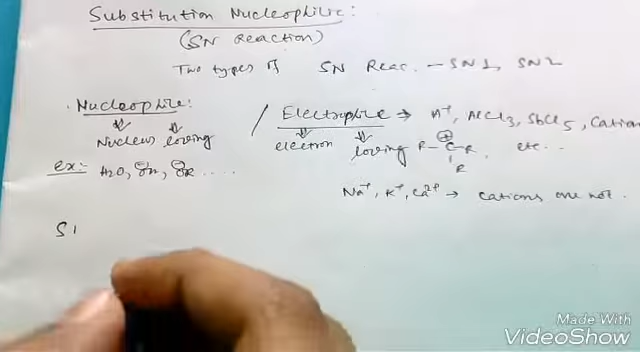 Substitution Nucleophilic:
(SN Reaction)
Two types of SN Reac. - SN1, SN2
Nucleophile: / Electrophile → H⁺, AlCl3, SbCl5, Cation
Nucleus loving electron loving R-C⊕-R, etc..
R
ex:- H2O, ⊖OH, ⊖OR ....
Na⁺, K⁺, Ca²⁺ → cations are not.
S1
Made With
VideoShow